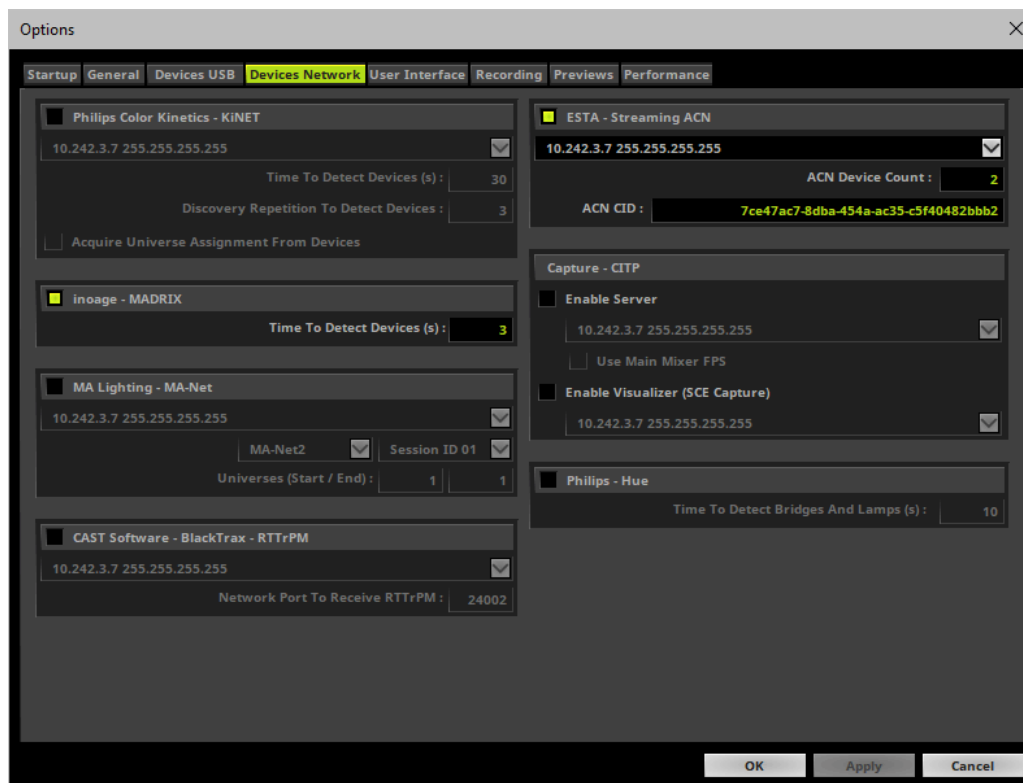 Options
Startup General Devices USB Devices Network User Interface Recording Previews Performance
Philips Color Kinetics - KiNET
10.242.3.7 255.255.255.255
Time To Detect Devices (s) : 30
Discovery Repetition To Detect Devices : 3
Acquire Universe Assignment From Devices
inoage - MADRIX
Time To Detect Devices (s) : 3
MA Lighting - MA-Net
10.242.3.7 255.255.255.255
MA-Net2 Session ID 01
Universes (Start / End) : 1 1
CAST Software - BlackTrax - RTTrPM
10.242.3.7 255.255.255.255
Network Port To Receive RTTrPM : 24002
ESTA - Streaming ACN
10.242.3.7 255.255.255.255
ACN Device Count : 2
ACN CID : 7ce47ac7-8dba-454a-ac35-c5f40482bbb2
Capture - CITP
Enable Server
10.242.3.7 255.255.255.255
Use Main Mixer FPS
Enable Visualizer (SCE Capture)
10.242.3.7 255.255.255.255
Philips - Hue
Time To Detect Bridges And Lamps (s) : 10
OK Apply Cancel